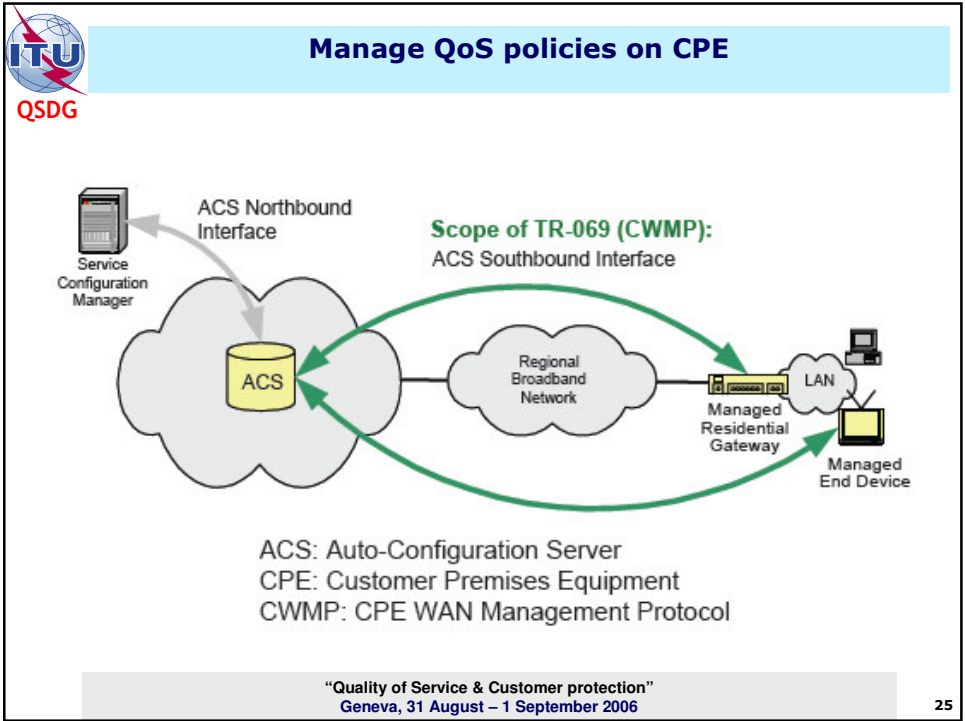 ITU
QSDG
Manage QoS policies on CPE
ACS Northbound
Interface
Service
Configuration
Manager
Scope of TR-069 (CWMP):
ACS Southbound Interface
ACS
Regional
Broadband
Network
LAN
Managed
Residential
Gateway
Managed
End Device
ACS: Auto-Configuration Server
CPE: Customer Premises Equipment
CWMP: CPE WAN Management Protocol
“Quality of Service & Customer protection”
Geneva, 31 August – 1 September 2006
25